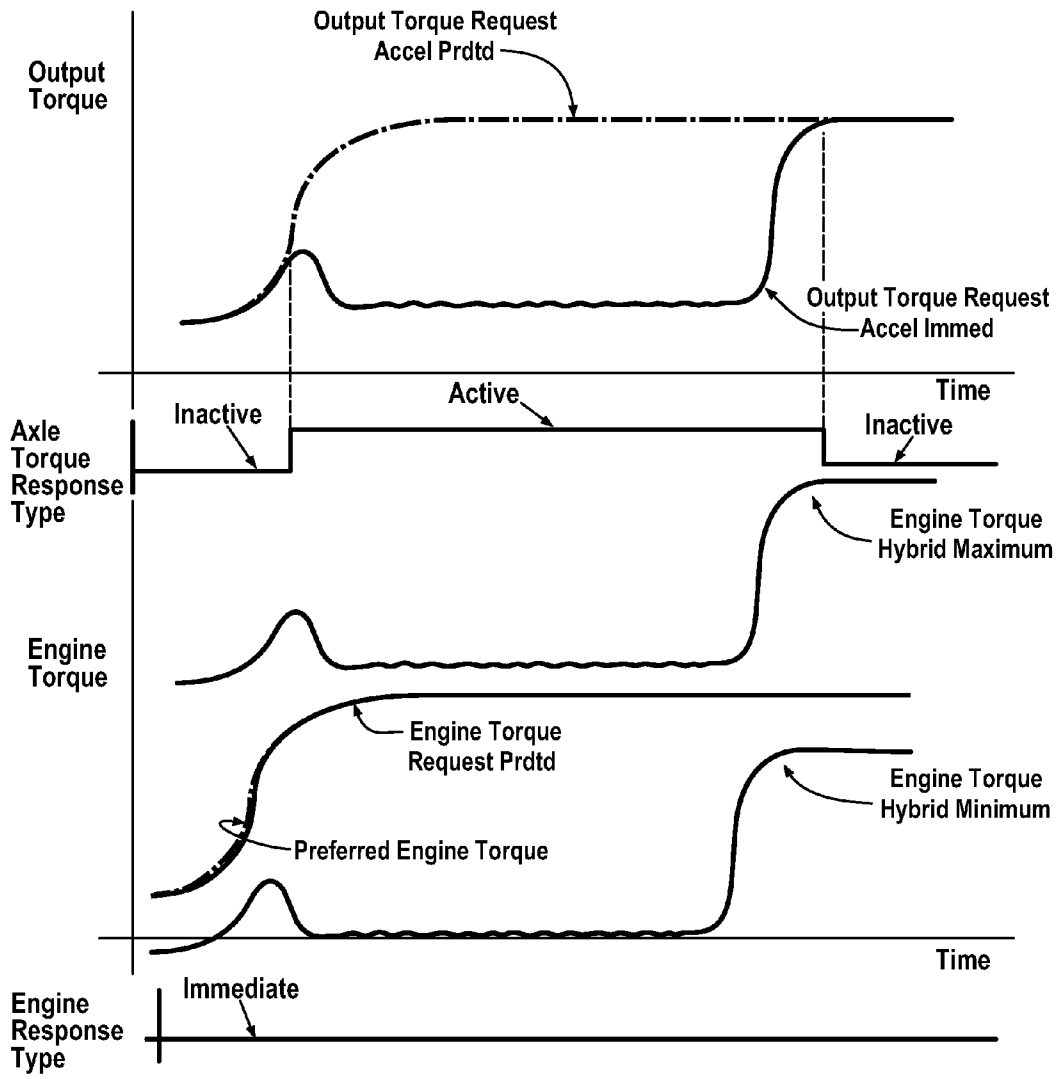 Output Torque Request
Accel Prdtd
Output
Torque
Output Torque Request
Accel Immed
Time
Active
Inactive
Inactive
Axle
Torque
Response
Type
Engine Torque
Hybrid Maximum
Engine
Torque
Engine Torque
Request Prdtd
Engine Torque
Hybrid Minimum
Preferred Engine Torque
Time
Immediate
Engine
Response
Type